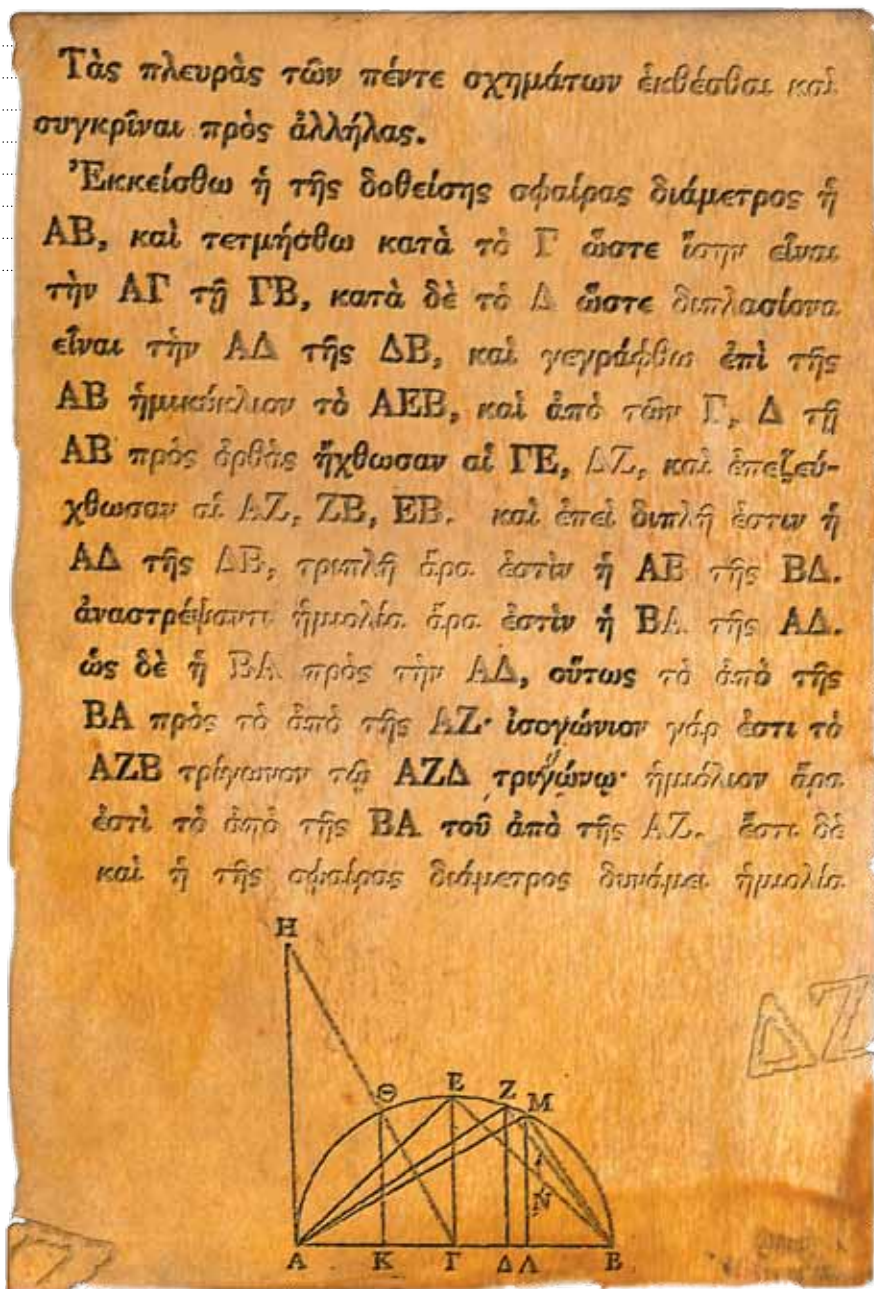 Τὰς πλευρὰς τῶν πέντε σχημάτων ἐκθέσθαι καὶ
συγκρῖναι πρὸς ἀλλήλας.
Ἐκκείσθω ἡ τῆς δοθείσης σφαίρας διάμετρος ἡ
ΑΒ, καὶ τετμήσθω κατὰ τὸ Γ ὥστε ἴσην εἶναι
τὴν ΑΓ τῇ ΓΒ, κατὰ δὲ τὸ Δ ὥστε διπλασίονα
εἶναι τὴν ΑΔ τῆς ΔΒ, καὶ γεγράφθω ἐπὶ τῆς
ΑΒ ἡμικύκλιον τὸ ΑΕΒ, καὶ ἀπὸ τῶν Γ, Δ τῇ
ΑΒ πρὸς ὀρθὰς ἤχθωσαν αἱ ΓΕ, ΔΖ, καὶ ἐπεζεύ-
χθωσαν αἱ ΑΖ, ΖΒ, ΕΒ. καὶ ἐπεὶ διπλῆ ἐστιν ἡ
ΑΔ τῆς ΔΒ, τριπλῆ ἄρα ἐστὶν ἡ ΑΒ τῆς ΒΔ.
ἀναστρέψαντι ἡμιολία ἄρα ἐστὶν ἡ ΒΑ τῆς ΑΔ.
ὡς δὲ ἡ ΒΑ πρὸς τὴν ΑΔ, οὕτως τὸ ἀπὸ τῆς
ΒΑ πρὸς τὸ ἀπὸ τῆς ΑΖ· ἰσογώνιον γάρ ἐστι τὸ
ΑΖΒ τρίγωνον τῷ ΑΖΔ τριγώνῳ· ἡμιόλιον ἄρα
ἐστὶ τὸ ἀπὸ τῆς ΒΑ τοῦ ἀπὸ τῆς ΑΖ. ἔστι δὲ
καὶ ἡ τῆς σφαίρας διάμετρος δυνάμει ἡμιολία
Η
Θ Ε Ζ Μ
Ν
Α Κ Γ Δ Λ Β
ΔΖ